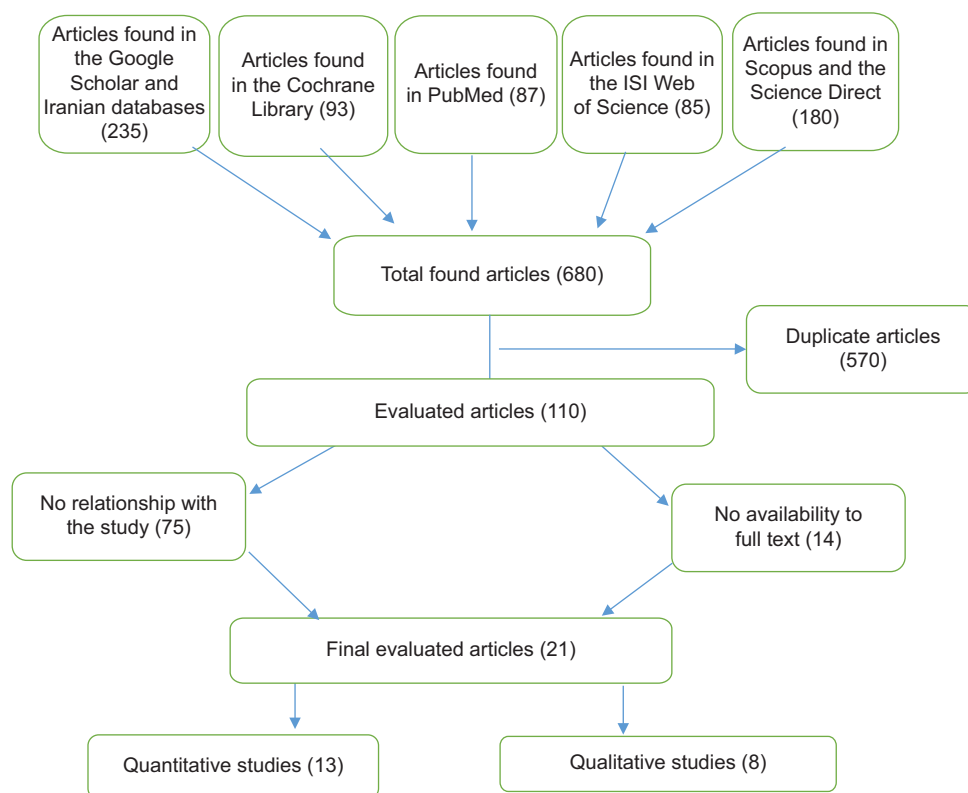 Articles found in
the Google
Scholar and
Iranian databases
(235)
Articles found
in the Cochrane
Library (93)
Articles found
in PubMed (87)
Articles found in
the ISI Web
of Science (85)
Articles found in
Scopus and the
Science Direct
(180)
Total found articles (680)
Duplicate articles
(570)
Evaluated articles (110)
No relationship with
the study (75)
No availability to
full text (14)
Final evaluated articles (21)
Quantitative studies (13)
Qualitative studies (8)